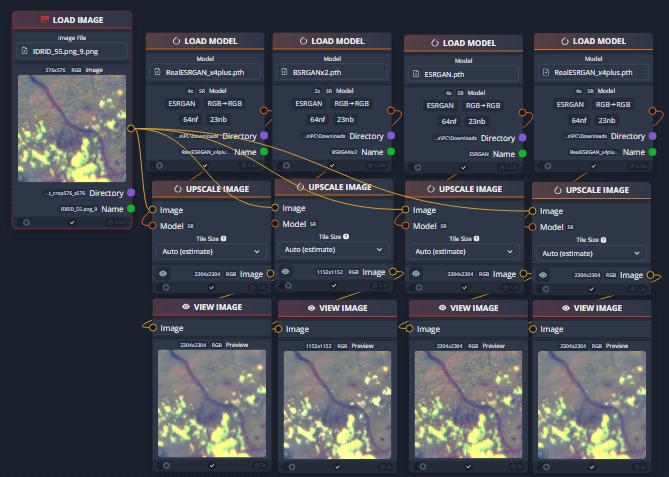 LOAD IMAGE
Image File
IDRID_55.png_9.png
576x576 RGB Image
..t_crop576_s576 Directory
IDRID_55.png_9 Name
LOAD MODEL
Model
RealESRGAN_x4plus.pth
4x SR Model
ESRGAN RGB→RGB
64nf 23nb
...s\PC\Downloads Directory
RealESRGAN_x4plu... Name
LOAD MODEL
Model
BSRGANx2.pth
2x SR Model
ESRGAN RGB→RGB
64nf 23nb
...s\PC\Downloads Directory
BSRGANx2 Name
LOAD MODEL
Model
ESRGAN.pth
4x SR Model
ESRGAN RGB→RGB
64nf 23nb
...s\PC\Downloads Directory
ESRGAN Name
LOAD MODEL
Model
RealESRGAN_x4plus.pth
4x SR Model
ESRGAN RGB→RGB
64nf 23nb
...s\PC\Downloads Directory
RealESRGAN_x4plu... Name
UPSCALE IMAGE
Image
Model SR
Tile Size ?
Auto (estimate)
2304x2304 RGB Image
UPSCALE IMAGE
Image
Model SR
Tile Size ?
Auto (estimate)
1152x1152 RGB Image
UPSCALE IMAGE
Image
Model SR
Tile Size ?
Auto (estimate)
2304x2304 RGB Image
UPSCALE IMAGE
Image
Model SR
Tile Size ?
Auto (estimate)
2304x2304 RGB Image
VIEW IMAGE
Image
2304x2304 RGB Preview
VIEW IMAGE
Image
1152x1152 RGB Preview
VIEW IMAGE
Image
2304x2304 RGB Preview
VIEW IMAGE
Image
2304x2304 RGB Preview